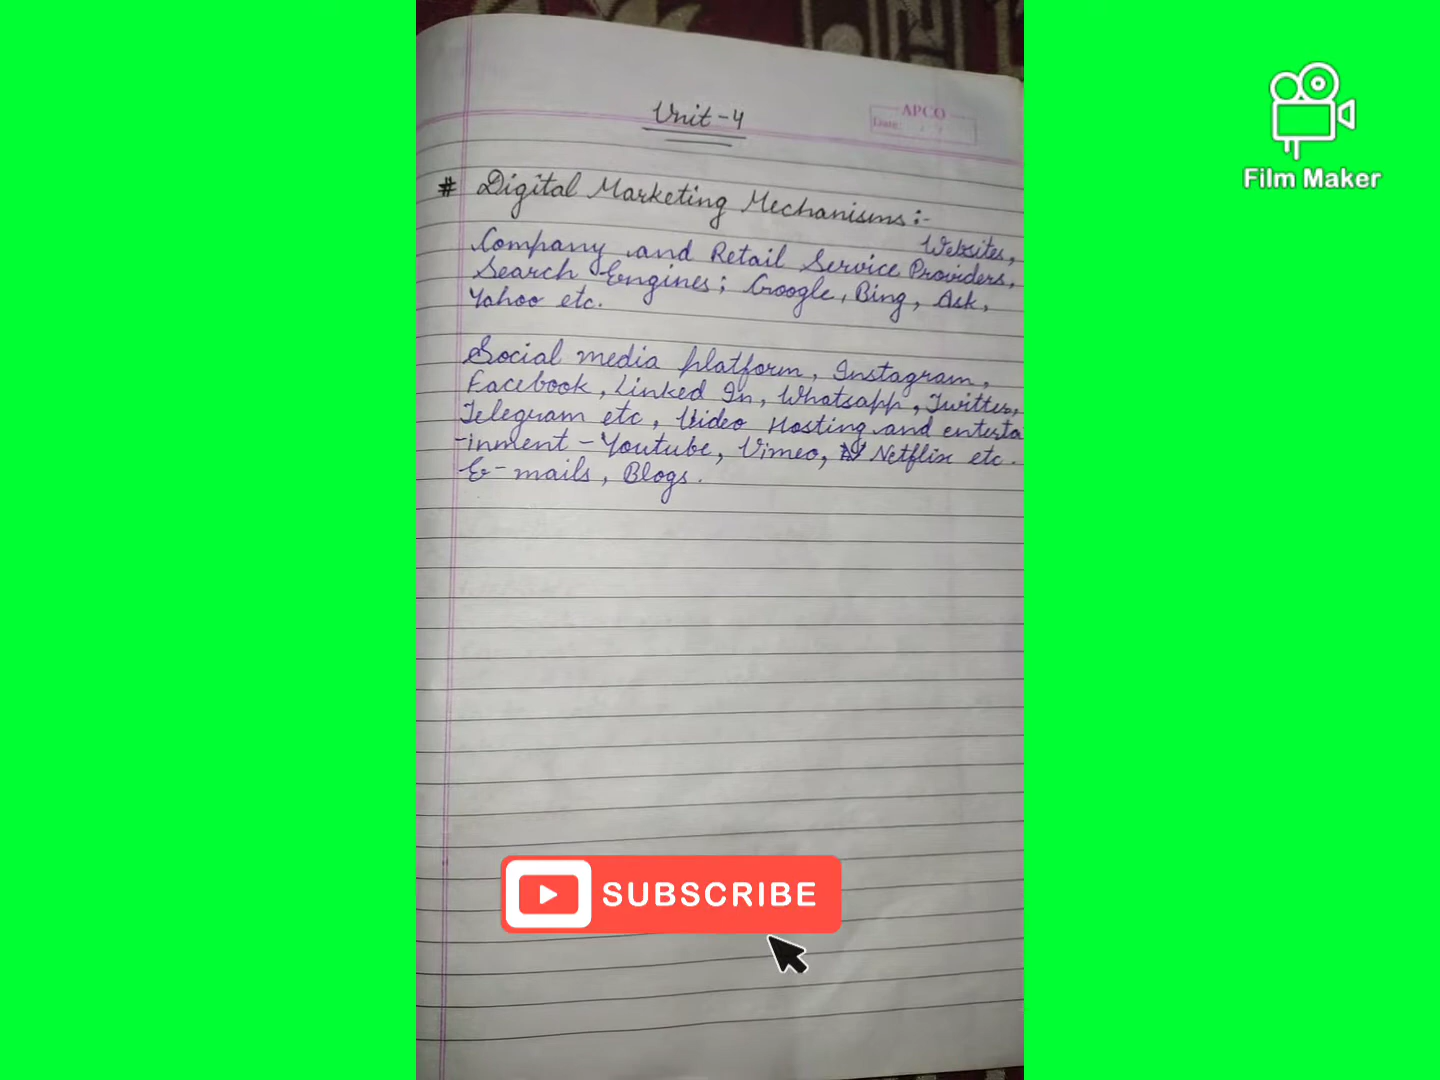 Unit-4
APCO
Date:
Film Maker
# Digital Marketing Mechanisms:-
Websites,
Company and Retail Service Providers,
Search Engines; Google, Bing, Ask,
Yahoo etc.
Social media platform, Instagram,
Facebook, Linked In, Whatsapp, Twitter,
Telegram etc, Video Hosting and enterta
-inment - Youtube, Vimeo, Netflix etc.
E-mails, Blogs.
SUBSCRIBE